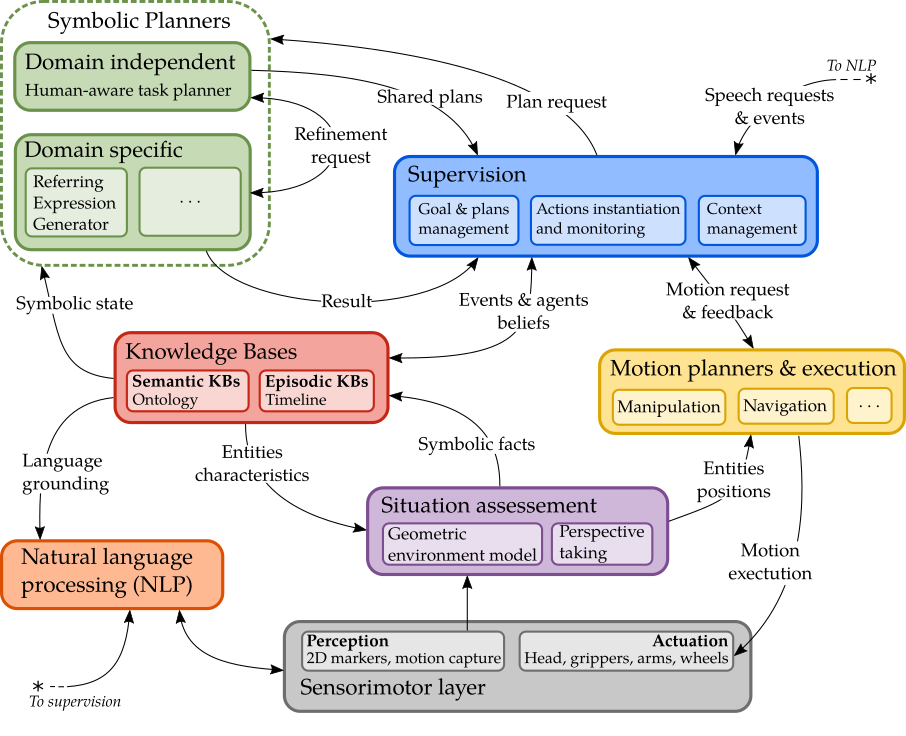 Symbolic Planners
Domain independent
Human-aware task planner
Domain specific
Referring
Expression
Generator
. . .
Shared plans
Plan request
Refinement
request
To NLP
*
Speech requests
& events
Supervision
Goal & plans
management
Actions instantiation
and monitoring
Context
management
Result
Symbolic state
Events & agents
beliefs
Motion request
& feedback
Knowledge Bases
Semantic KBs
Ontology
Episodic KBs
Timeline
Motion planners & execution
Manipulation
Navigation
. . .
Language
grounding
Entities
characteristics
Symbolic facts
Entities
positions
Situation assessement
Geometric
environment model
Perspective
taking
Motion
exectution
Natural language
processing (NLP)
Perception
2D markers, motion capture
Actuation
Head, grippers, arms, wheels
Sensorimotor layer
*
To supervision